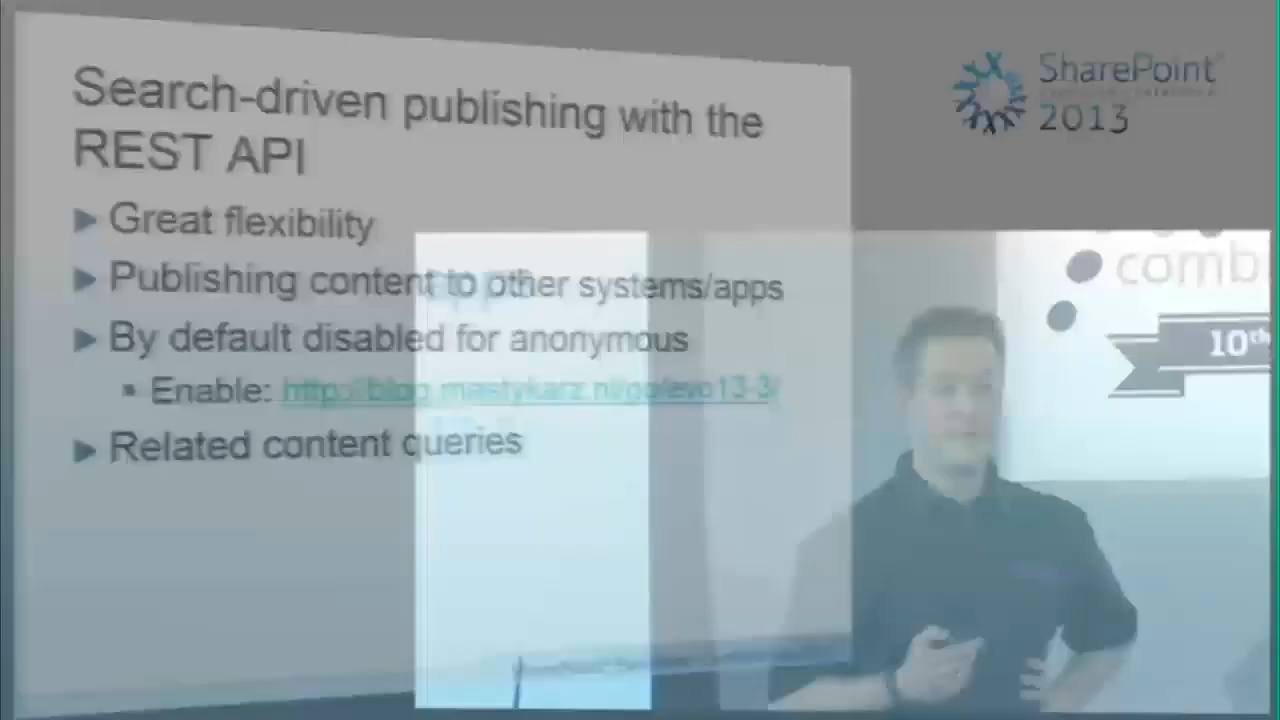 Search-driven publishing with the
REST API
Great flexibility
Publishing content to other systems/apps
By default disabled for anonymous
Enable: http://blog.mastykarz.nl/go/evo13-3/
Related content queries
SharePoint
2013
comb
10th